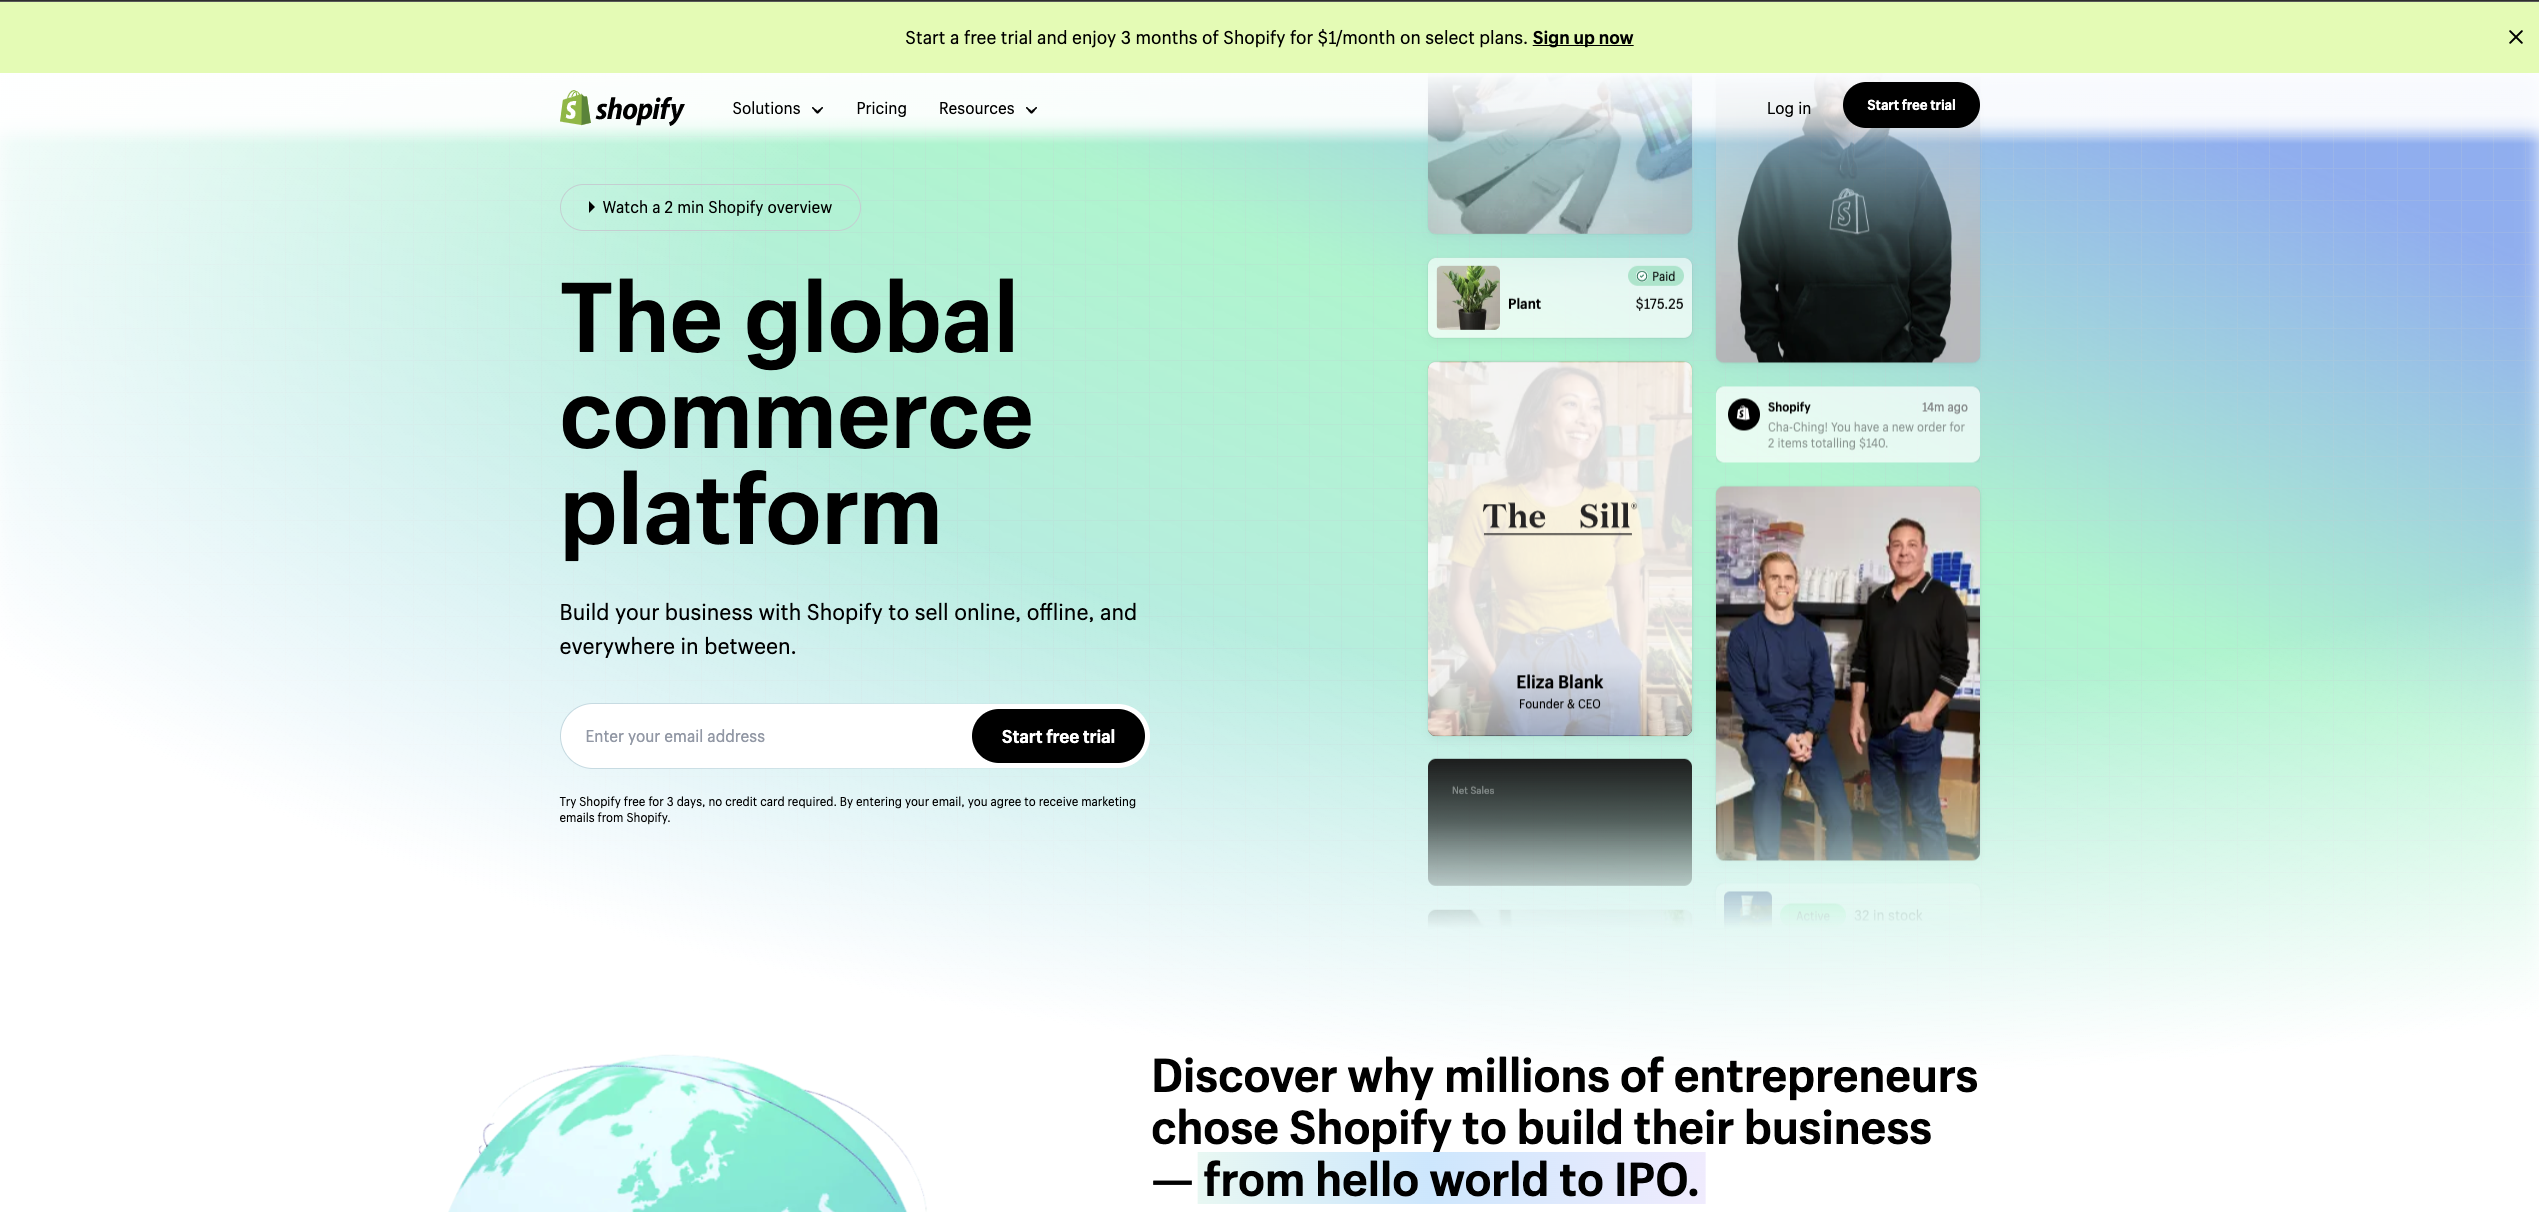 Start a free trial and enjoy 3 months of Shopify for $1/month on select plans. Sign up now
shopify
Solutions
Pricing
Resources
Log in
Start free trial
Watch a 2 min Shopify overview
The global
commerce
platform
Build your business with Shopify to sell online, offline, and
everywhere in between.
Enter your email address
Start free trial
Try Shopify free for 3 days, no credit card required. By entering your email, you agree to receive marketing
emails from Shopify.
Paid
Plant
$175.25
The Sill®
Eliza Blank
Founder & CEO
Net Sales
Shopify
14m ago
Cha-Ching! You have a new order for
2 items totalling $140.
Active
32 in stock
Discover why millions of entrepreneurs
chose Shopify to build their business
— from hello world to IPO.